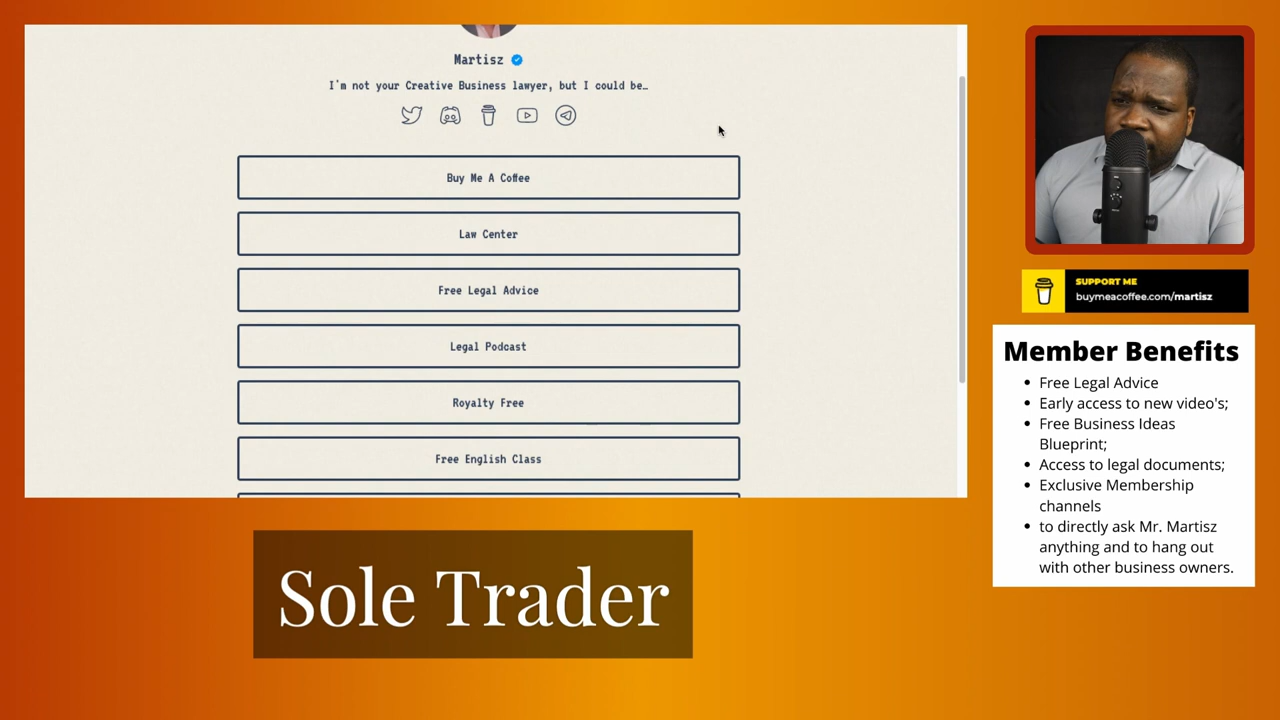 Martisz
I'm not your Creative Business lawyer, but I could be…
Buy Me A Coffee
Law Center
Free Legal Advice
Legal Podcast
Royalty Free
Free English Class
Sole Trader
SUPPORT ME
buymeacoffee.com/martisz
Member Benefits
• Free Legal Advice
• Early access to new video's;
• Free Business Ideas
Blueprint;
• Access to legal documents;
• Exclusive Membership
channels
• to directly ask Mr. Martisz
anything and to hang out
with other business owners.